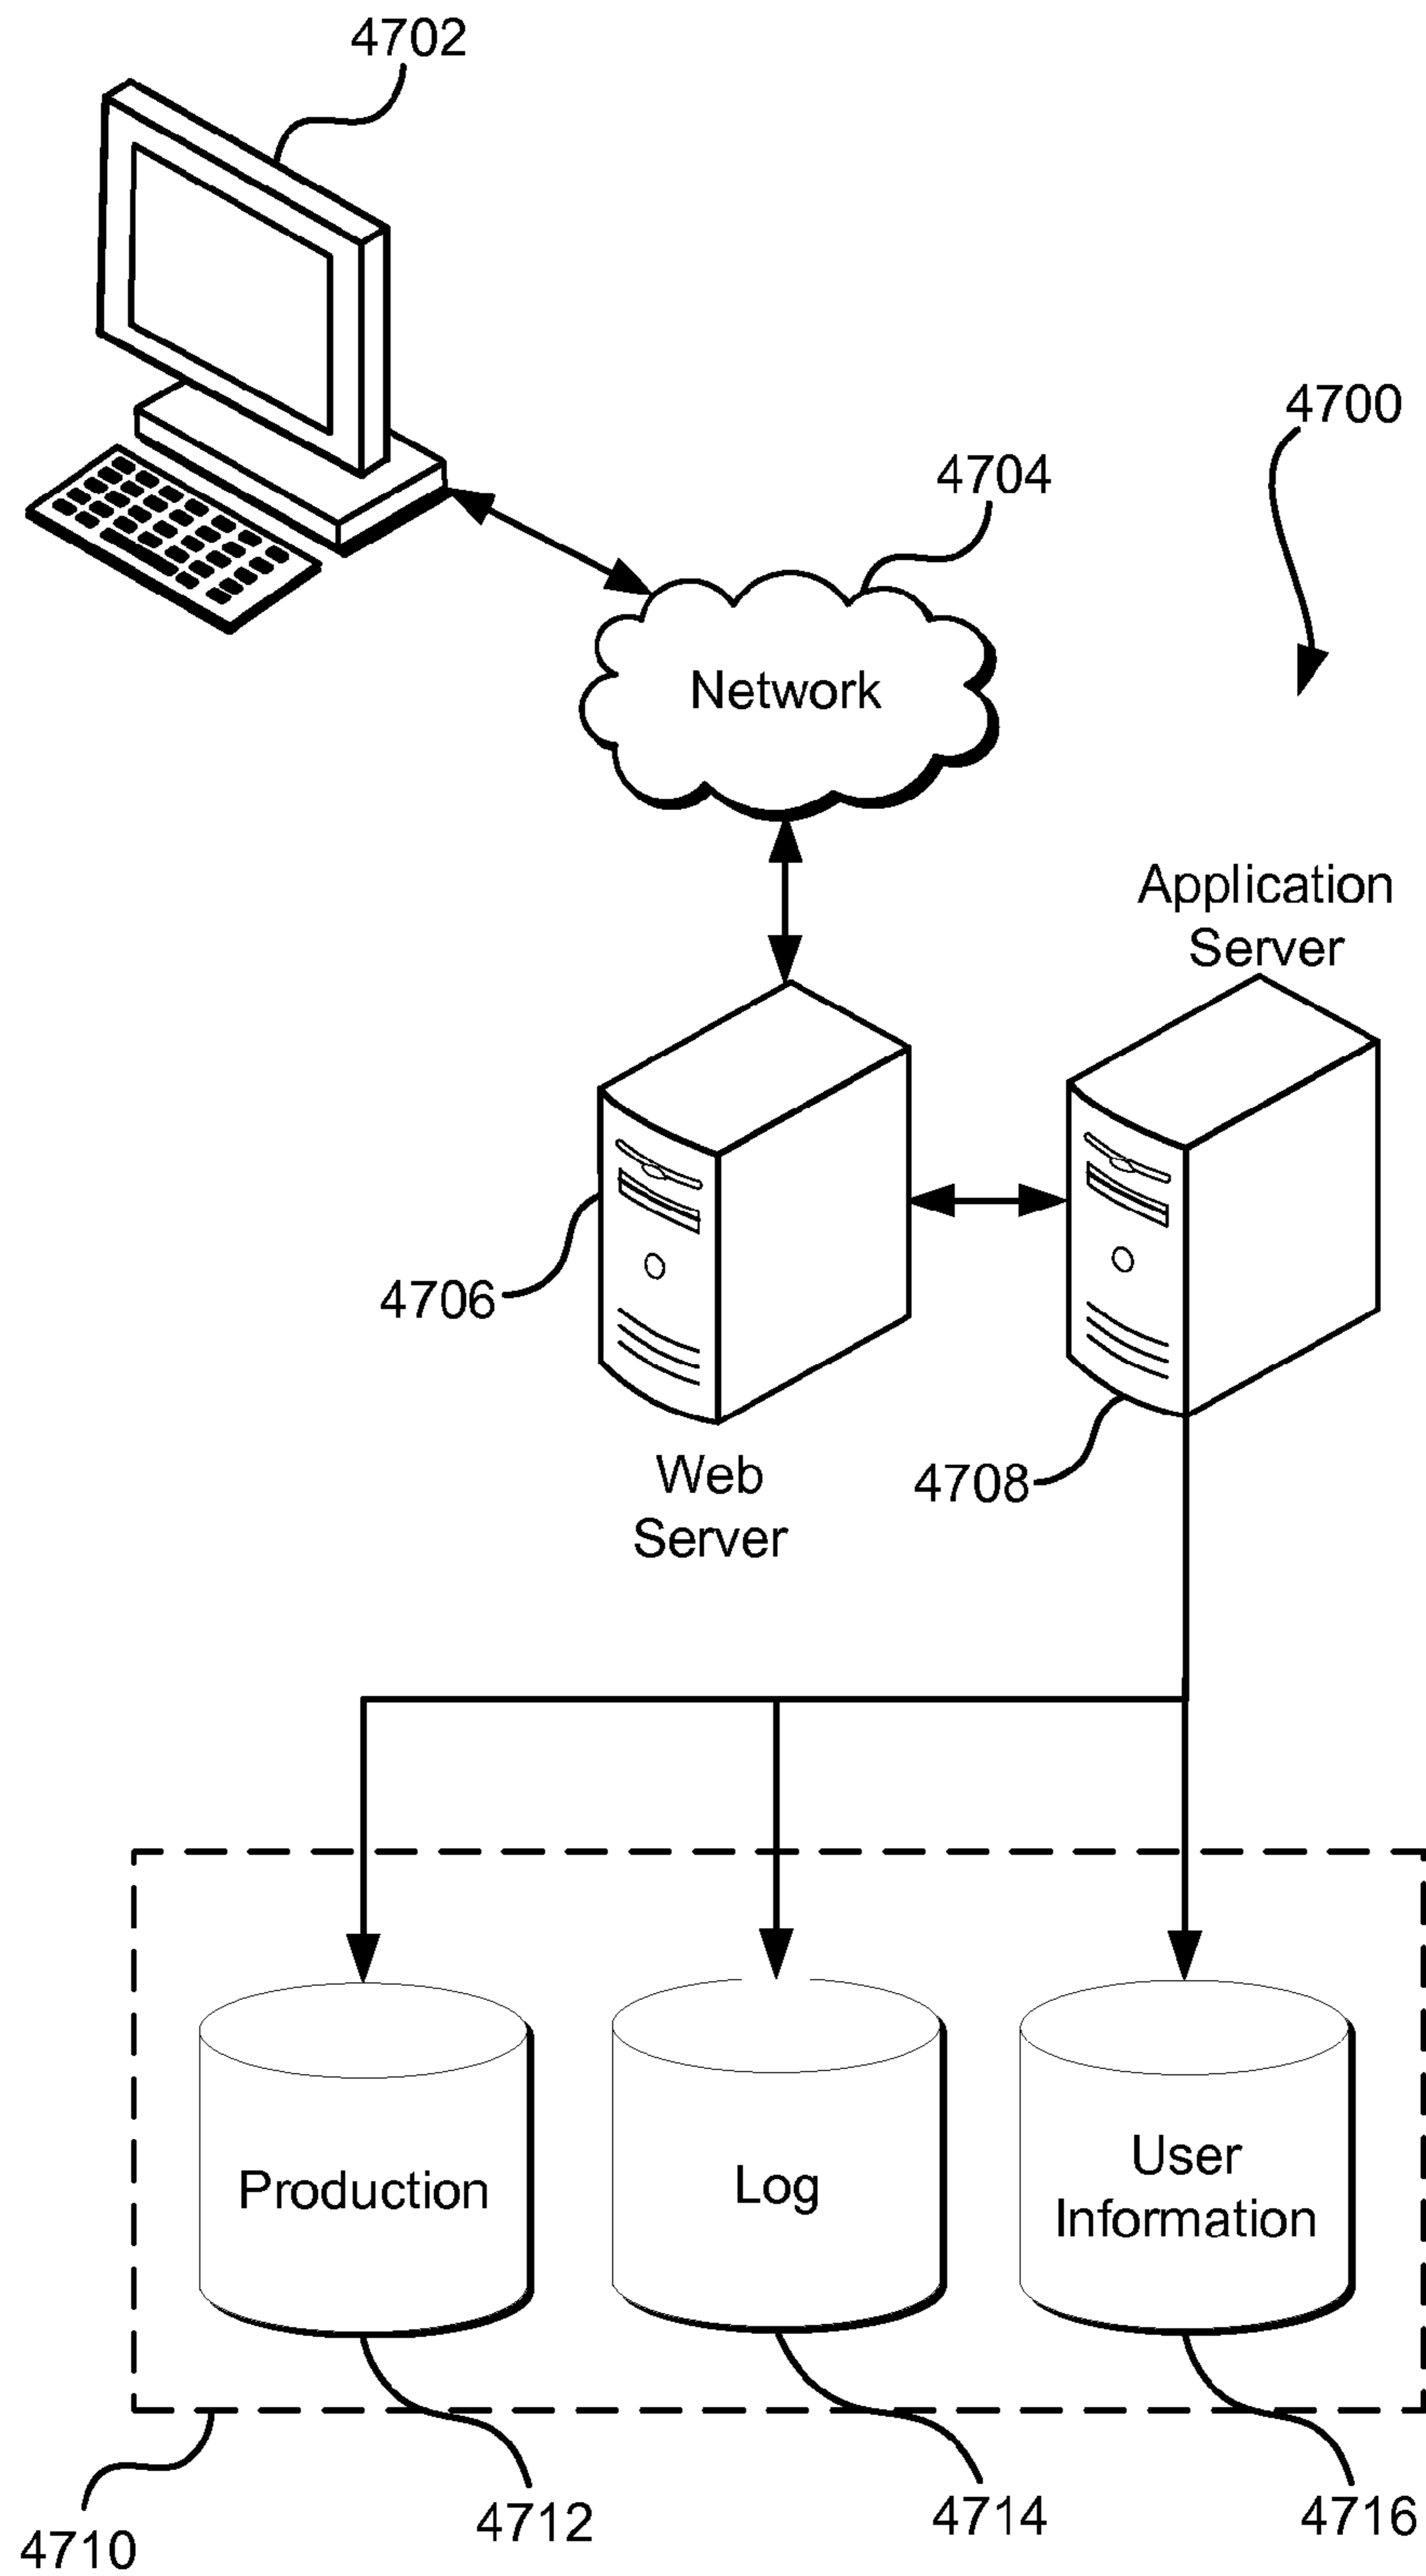 4702
4700
4704
Network
Application
Server
4706
Web
Server
4708
Production
Log
User
Information
4710
4712
4714
4716